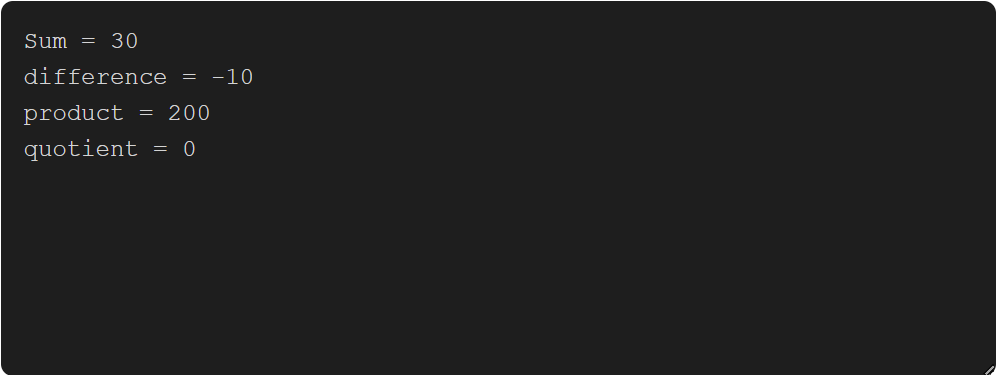 Sum = 30
difference = -10
product = 200
quotient = 0